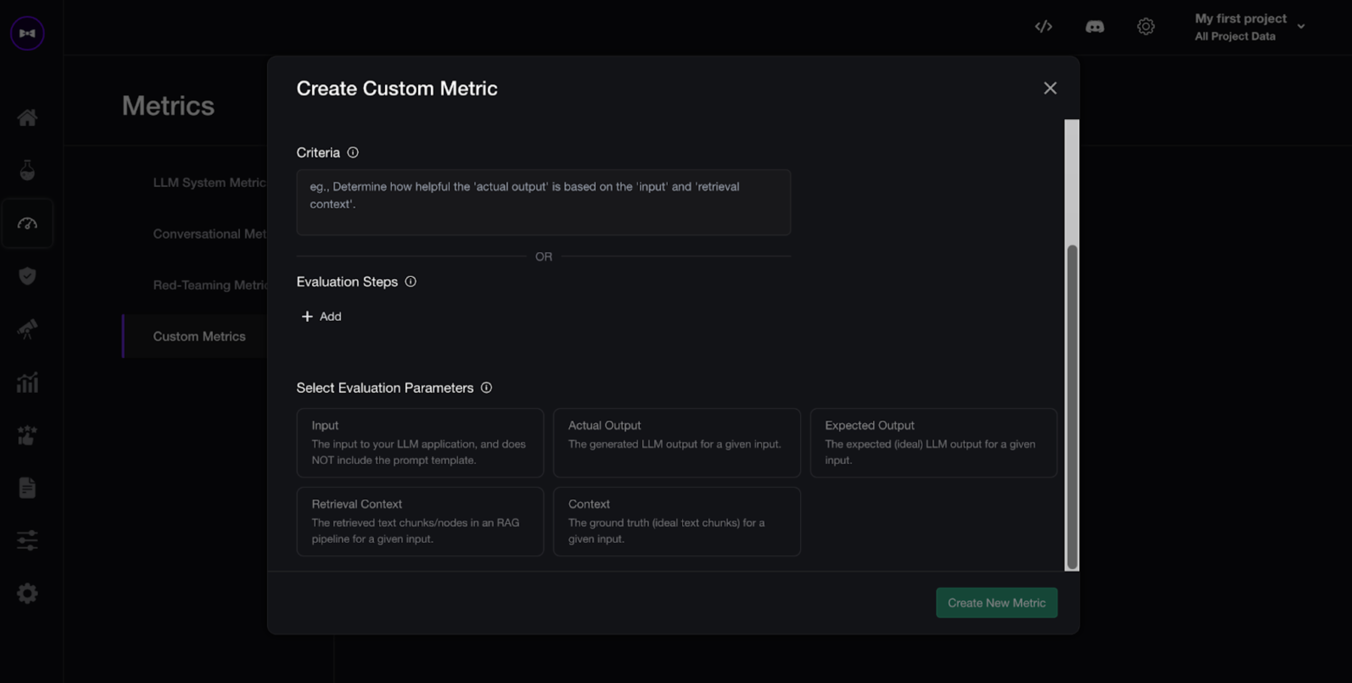 My first project
All Project Data
Metrics
LLM System Metric
Conversational Met
Red-Teaming Metric
Custom Metrics
Create Custom Metric
Criteria
eg., Determine how helpful the 'actual output' is based on the 'input' and 'retrieval
context'.
OR
Evaluation Steps
Add
Select Evaluation Parameters
Input
The input to your LLM application, and does
NOT include the prompt template.
Actual Output
The generated LLM output for a given input.
Expected Output
The expected (ideal) LLM output for a given
input.
Retrieval Context
The retrieved text chunks/nodes in an RAG
pipeline for a given input.
Context
The ground truth (ideal text chunks) for a
given input.
Create New Metric